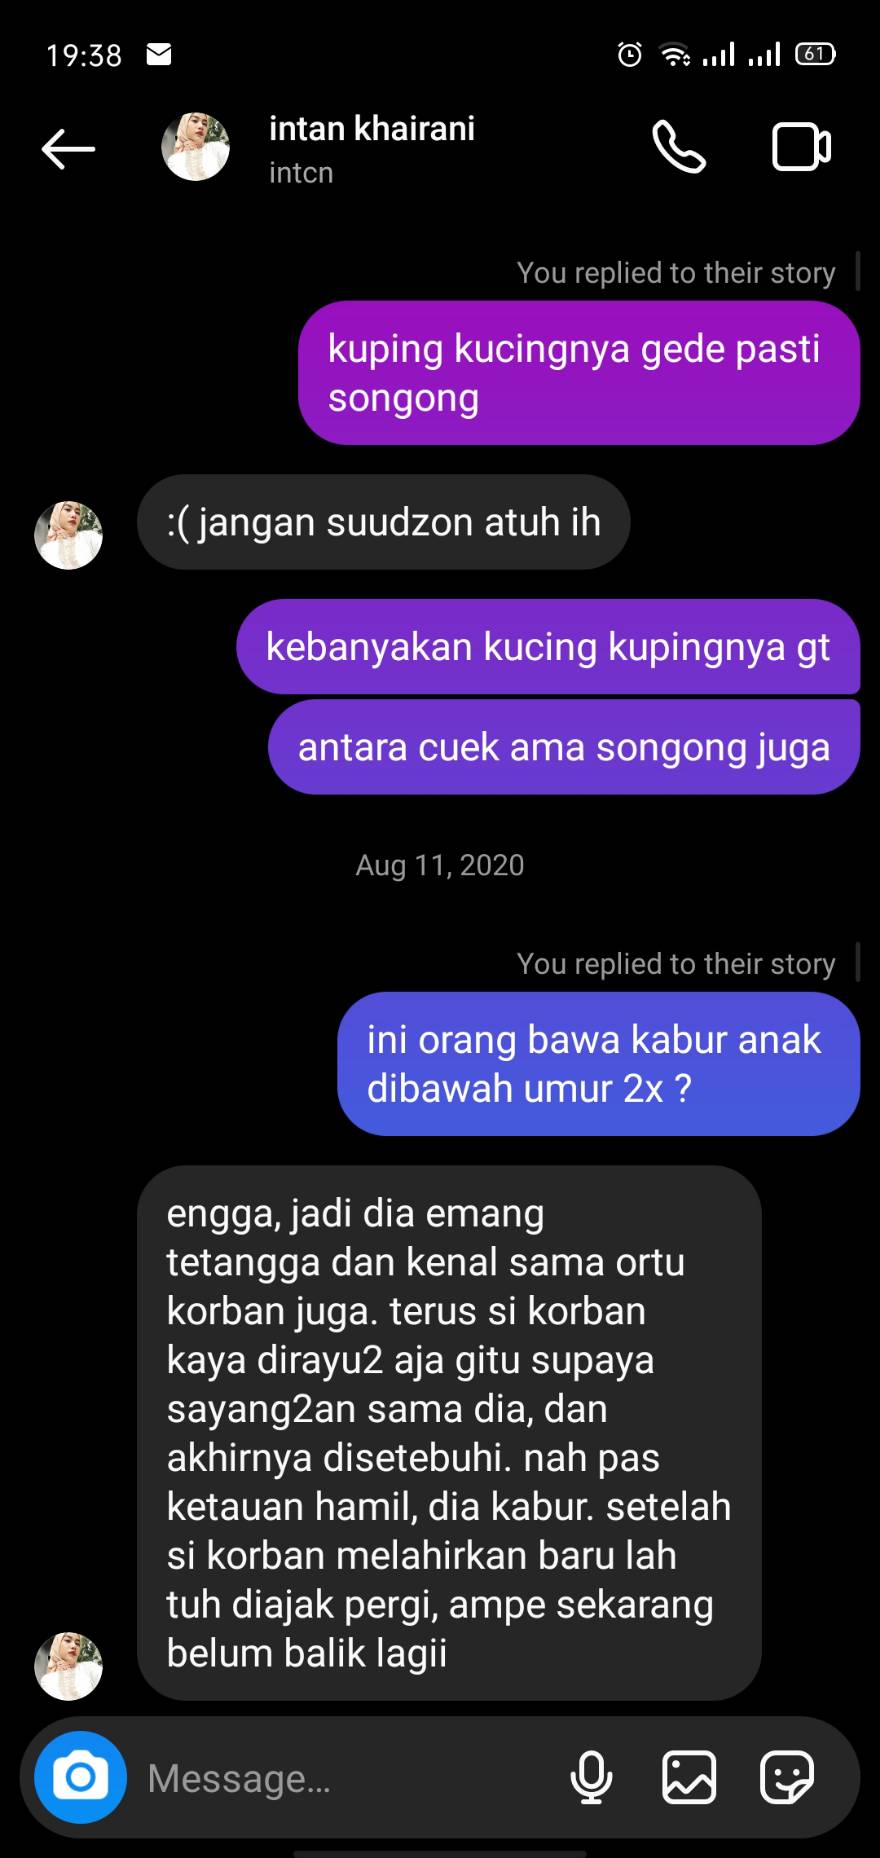 19:38
61
intan khairani
intcn
You replied to their story
kuping kucingnya gede pasti
songong
:( jangan suudzon atuh ih
kebanyakan kucing kupingnya gt
antara cuek ama songong juga
Aug 11, 2020
You replied to their story
ini orang bawa kabur anak
dibawah umur 2x ?
engga, jadi dia emang
tetangga dan kenal sama ortu
korban juga. terus si korban
kaya dirayu2 aja gitu supaya
sayang2an sama dia, dan
akhirnya disetebuhi. nah pas
ketauan hamil, dia kabur. setelah
si korban melahirkan baru lah
tuh diajak pergi, ampe sekarang
belum balik lagii
Message...